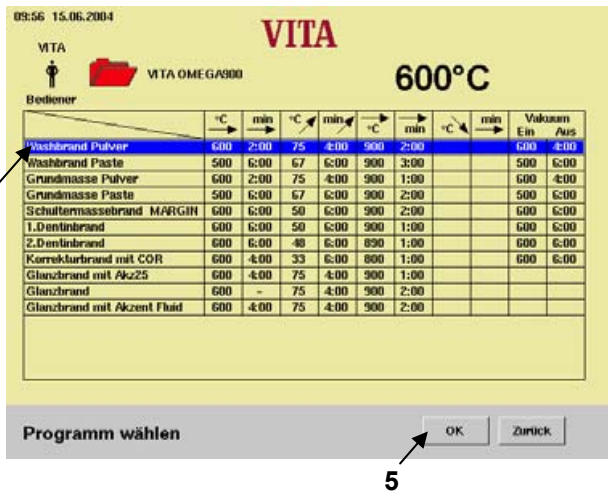 09:56 15.06.2004
VITA
VITA
VITA OMEGA900
600°C
Bediener
°C min °C min °C min °C min Vakuum
Ein Aus
Washbrand Pulver 600 2:00 75 4:00 900 2:00 600 4:00
Washbrand Paste 500 6:00 67 6:00 900 3:00 500 6:00
Grundmasse Pulver 600 2:00 75 4:00 900 1:00 600 4:00
Grundmasse Paste 500 6:00 67 6:00 900 2:00 500 6:00
Schultermassebrand MARGIN 600 6:00 50 6:00 900 2:00 600 6:00
1.Dentinbrand 600 6:00 50 6:00 900 1:00 600 6:00
2.Dentinbrand 600 6:00 48 6:00 890 1:00 600 6:00
Korrekturbrand mit COR 600 4:00 33 6:00 800 1:00 600 6:00
Glanzbrand mit Akz25 600 4:00 75 4:00 900 1:00
Glanzbrand 600 - 75 4:00 900 2:00
Glanzbrand mit Akzent Fluid 600 4:00 75 4:00 900 2:00
Programm wählen
OK
Zurück
5